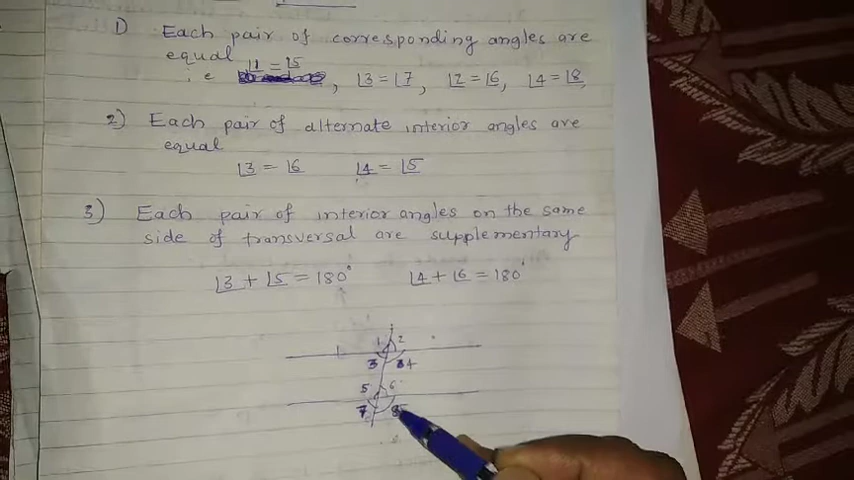 1) Each pair of corresponding angles are
equal ∠1 = ∠5
i e , ∠3 = ∠7, ∠2 = ∠6, ∠4 = ∠8,
2) Each pair of alternate interior angles are
equal
∠3 = ∠6 ∠4 = ∠5
3) Each pair of interior angles on the same
side of transversal are supplementary
∠3 + ∠5 = 180° ∠4 + ∠6 = 180°
1 2
3 4
5 6
7 8